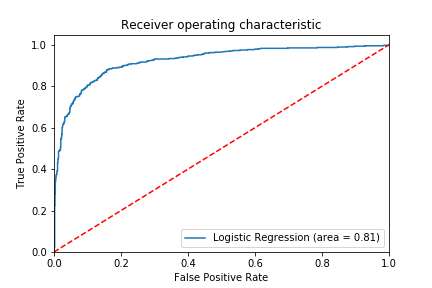 Receiver operating characteristic
True Positive Rate
1.0
0.8
0.6
0.4
0.2
0.0
Logistic Regression (area = 0.81)
0.0 0.2 0.4 0.6 0.8 1.0
False Positive Rate